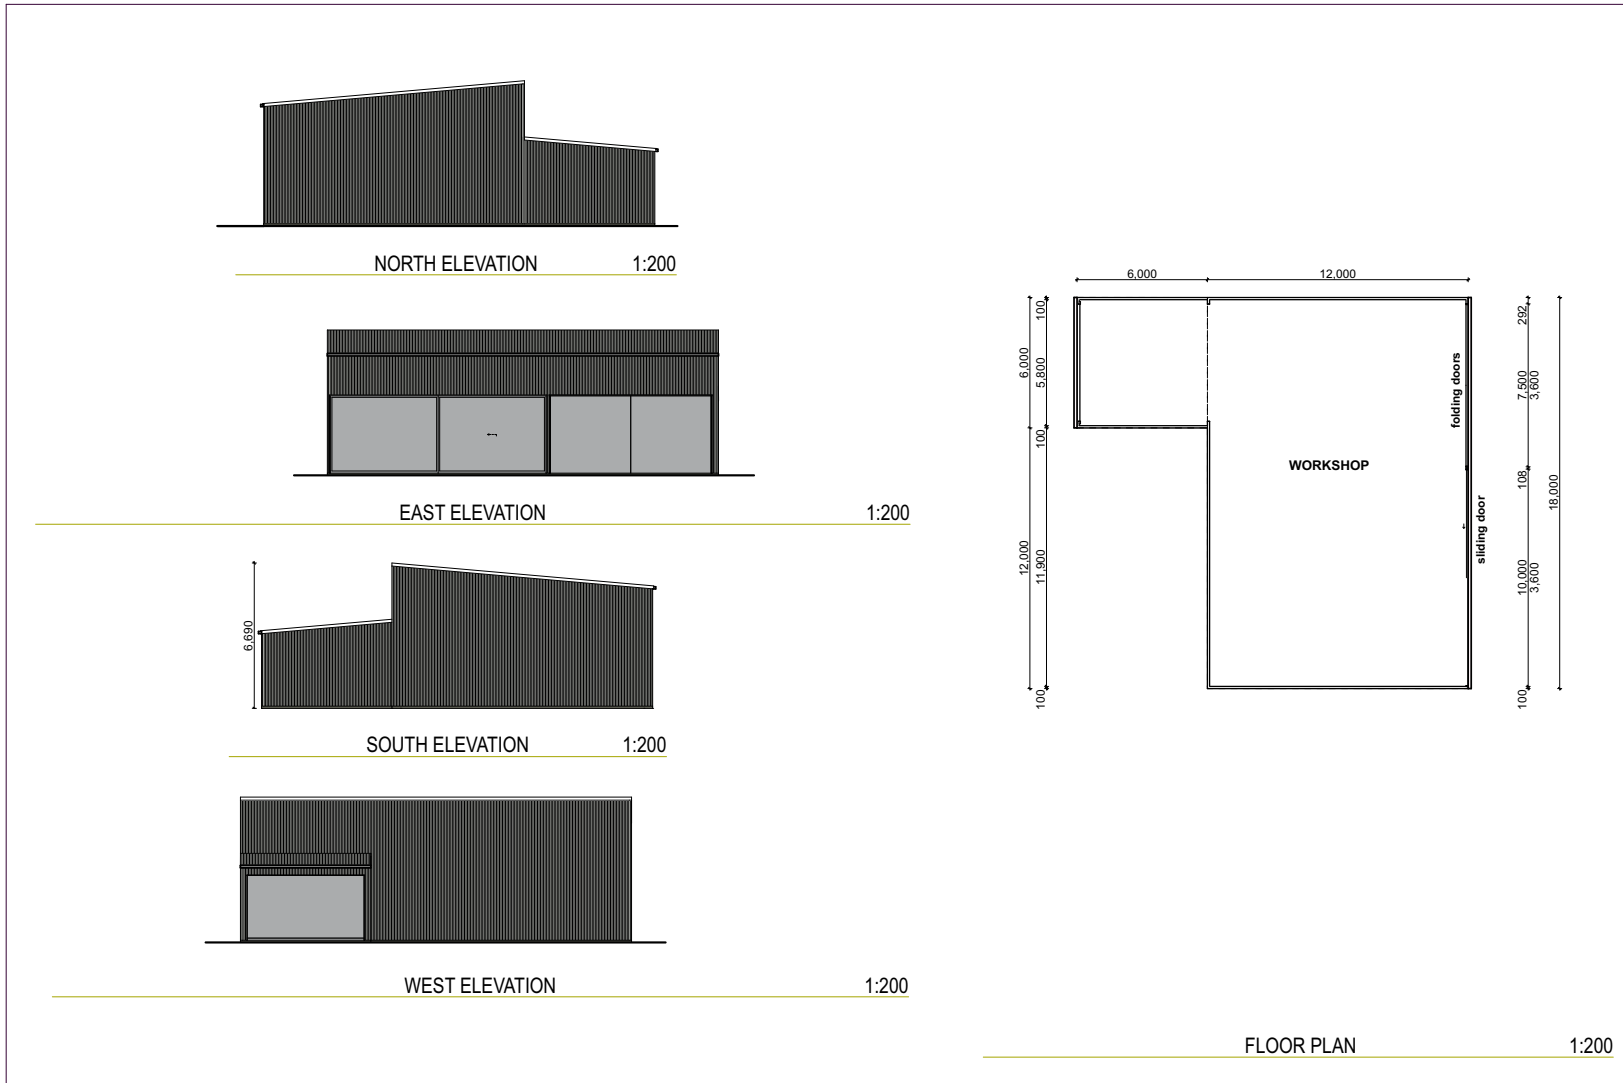 NORTH ELEVATION 1:200
EAST ELEVATION 1:200
6,690
SOUTH ELEVATION 1:200
WEST ELEVATION 1:200
6,000 12,000
6,000
12,000
100
5,800
100
11,900
100
WORKSHOP
folding doors
sliding door
292
7,500
3,600
108
10,000
3,600
100
18,000
FLOOR PLAN 1:200